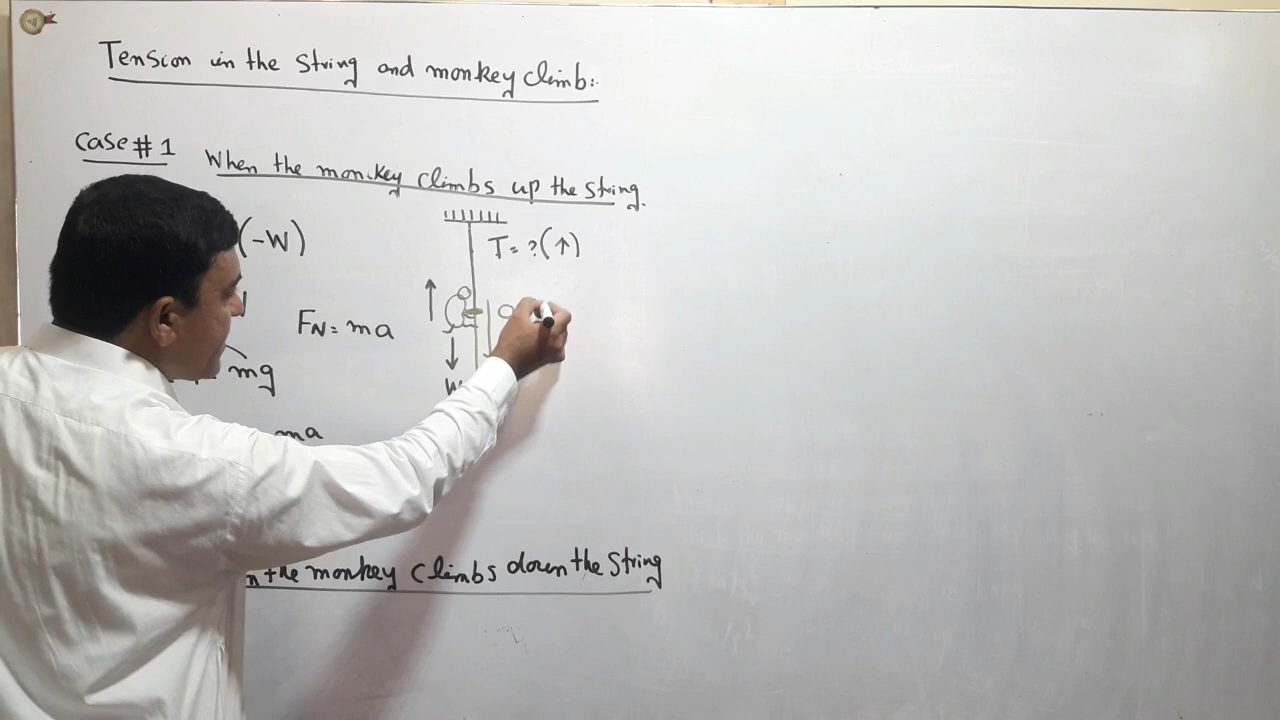 Tension in the string and monkey climb:
Case # 1 When the monkey climbs up the string.
(-W)
T = ? (↑)
FN = ma
mg
W
ma
the monkey climbs down the string